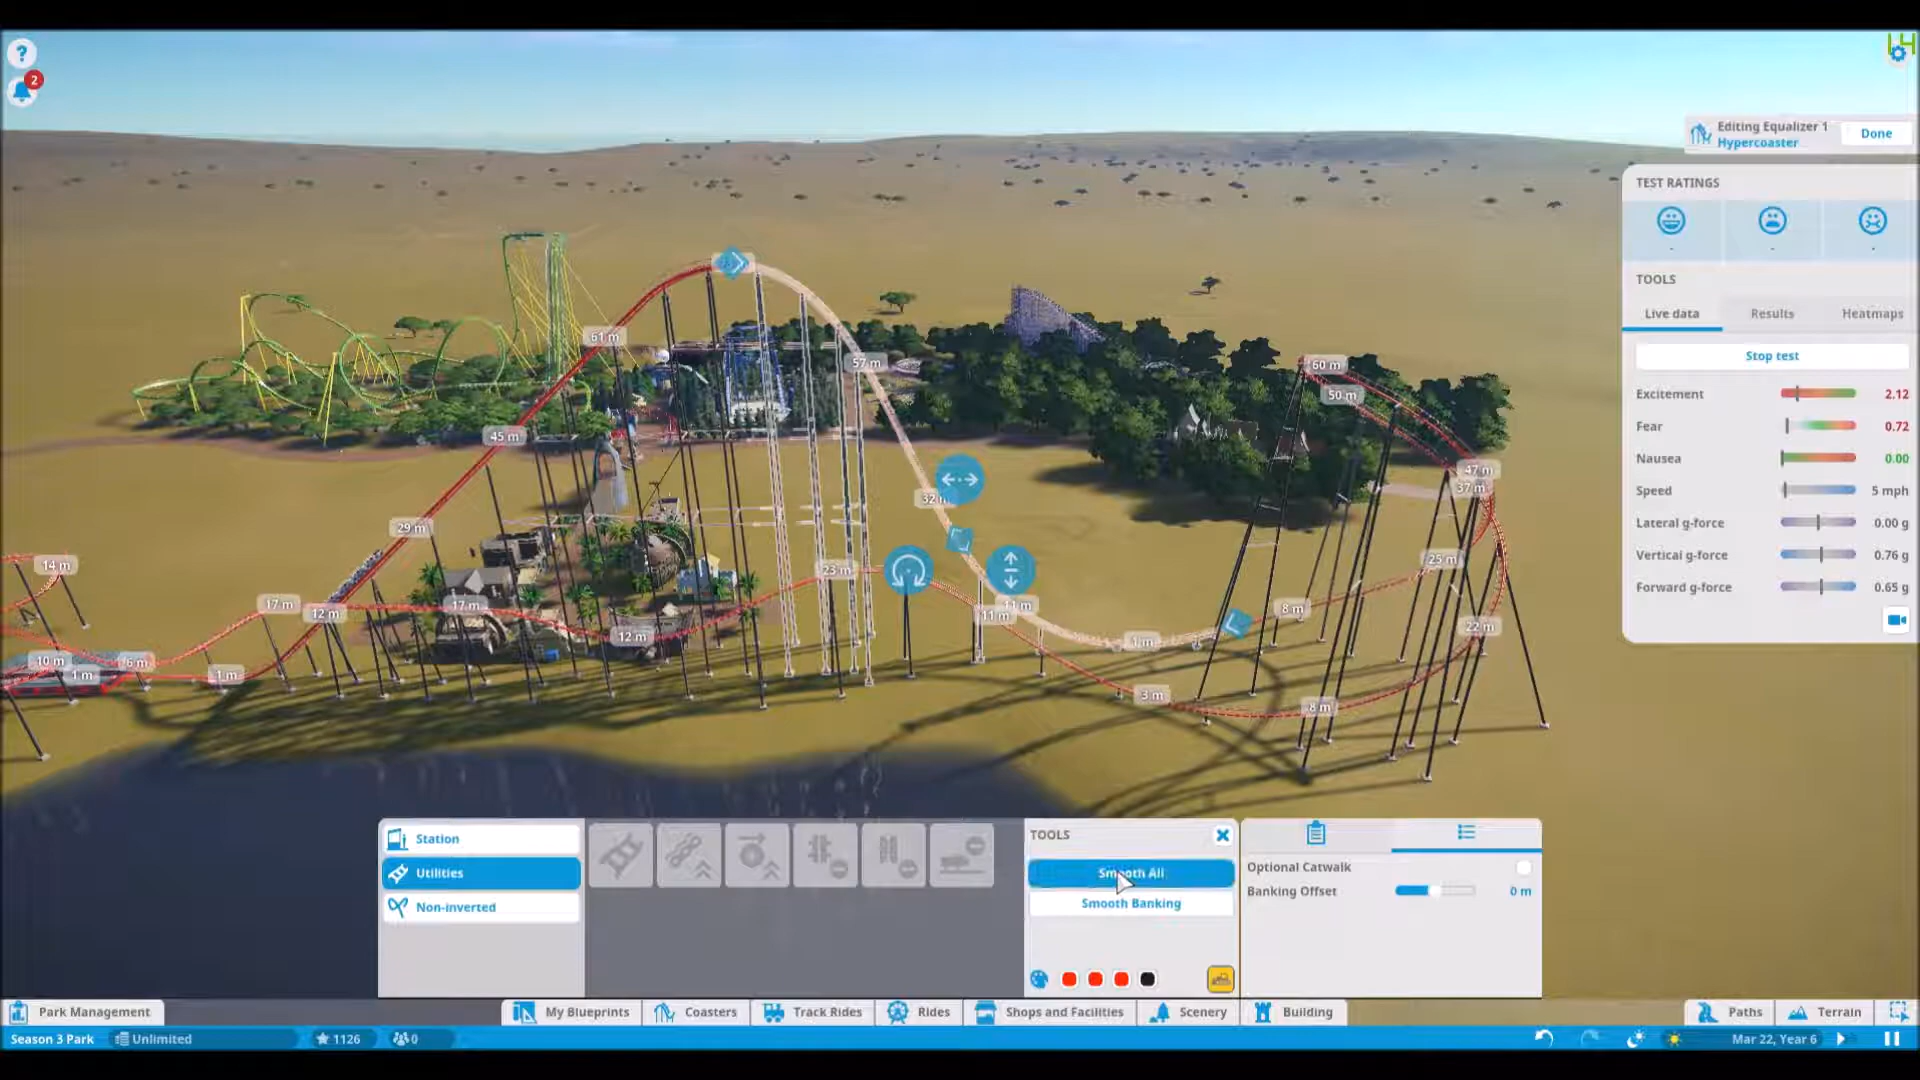 ?
2
14
Editing Equalizer 1
Hypercoaster
Done
TEST RATINGS
- - -
TOOLS
Live data Results Heatmaps
Stop test
Excitement 2.12
Fear 0.72
Nausea 0.00
Speed 5 mph
Lateral g-force 0.00 g
Vertical g-force 0.76 g
Forward g-force 0.65 g
61 m
57 m
60 m
50 m
45 m
47 m
37 m
32 m
29 m
14 m
25 m
23 m
17 m
12 m
17 m
11 m
11 m
8 m
12 m
1 m
22 m
10 m
6 m
1 m
1 m
3 m
8 m
Station
Utilities
Non-inverted
TOOLS
Smooth All
Smooth Banking
Optional Catwalk
Banking Offset 0 m
Park Management My Blueprints Coasters Track Rides Rides Shops and Facilities Scenery Building Paths Terrain
Season 3 Park Unlimited 1126 0 Mar 22, Year 6